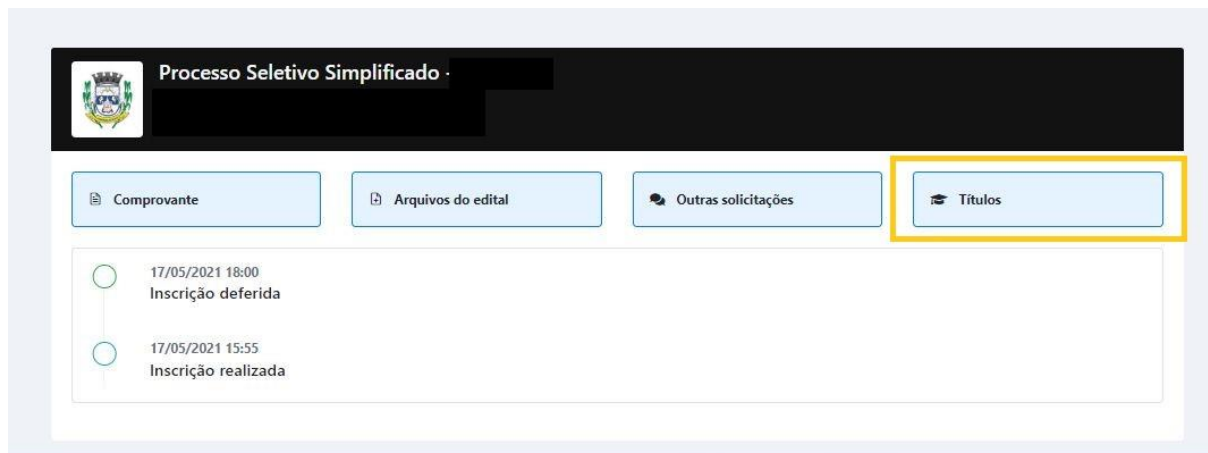 Processo Seletivo Simplificado -
Comprovante
Arquivos do edital
Outras solicitações
Títulos
17/05/2021 18:00
Inscrição deferida
17/05/2021 15:55
Inscrição realizada